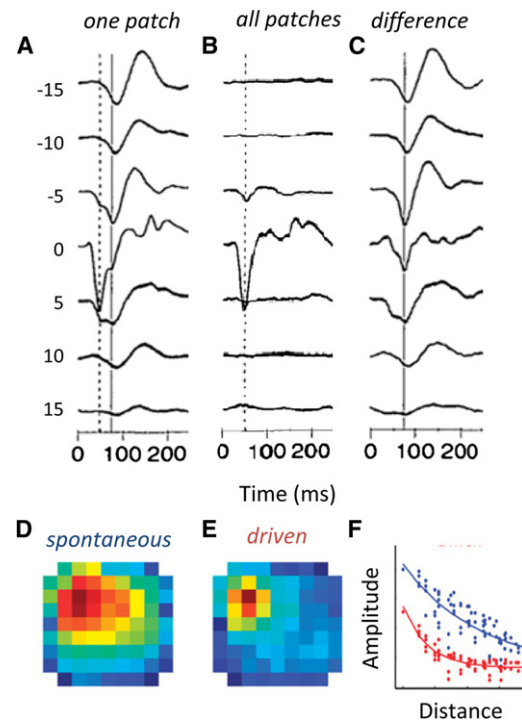 one patch all patches difference
A B C
-15
-10
-5
0
5
10
15
0 100 200 0 100 200 0 100 200
Time (ms)
D spontaneous E driven F
Amplitude
Distance